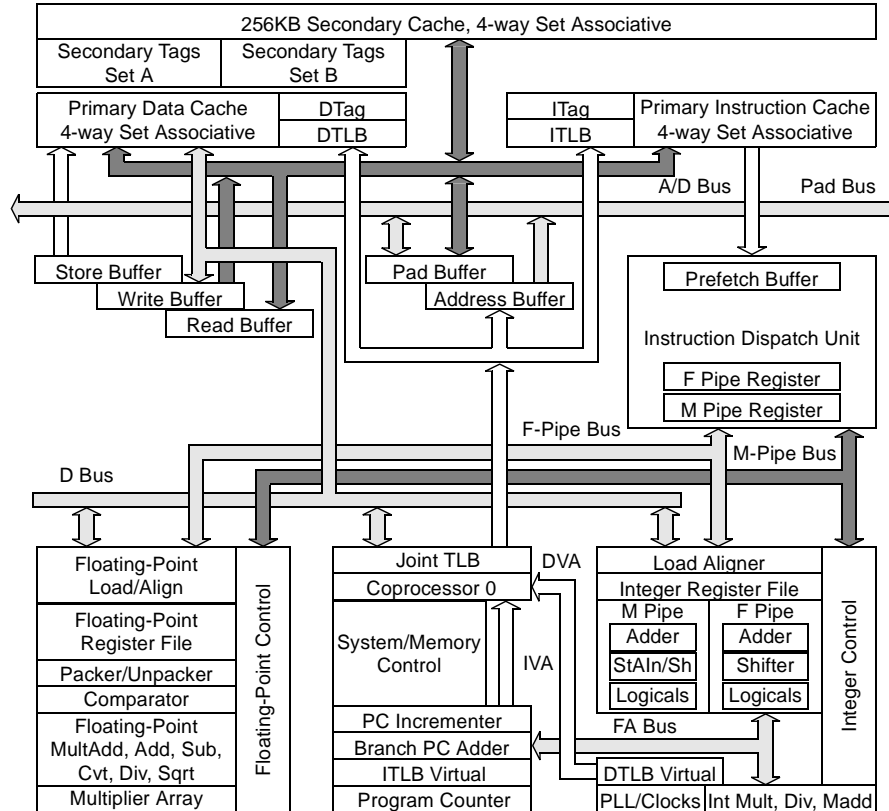 256KB Secondary Cache, 4-way Set Associative
Secondary Tags
Set A
Secondary Tags
Set B
Primary Data Cache
4-way Set Associative
DTag
DTLB
ITag
ITLB
Primary Instruction Cache
4-way Set Associative
A/D Bus
Pad Bus
Store Buffer
Write Buffer
Read Buffer
Pad Buffer
Address Buffer
Prefetch Buffer
Instruction Dispatch Unit
F Pipe Register
M Pipe Register
F-Pipe Bus
M-Pipe Bus
D Bus
Floating-Point
Load/Align
Floating-Point
Register File
Packer/Unpacker
Comparator
Floating-Point
MultAdd, Add, Sub,
Cvt, Div, Sqrt
Multiplier Array
Floating-Point Control
Joint TLB
Coprocessor 0
System/Memory
Control
PC Incrementer
Branch PC Adder
ITLB Virtual
Program Counter
DVA
IVA
Load Aligner
Integer Register File
M Pipe
Adder
StAln/Sh
Logicals
F Pipe
Adder
Shifter
Logicals
Integer Control
FA Bus
DTLB Virtual
PLL/Clocks
Int Mult, Div, Madd